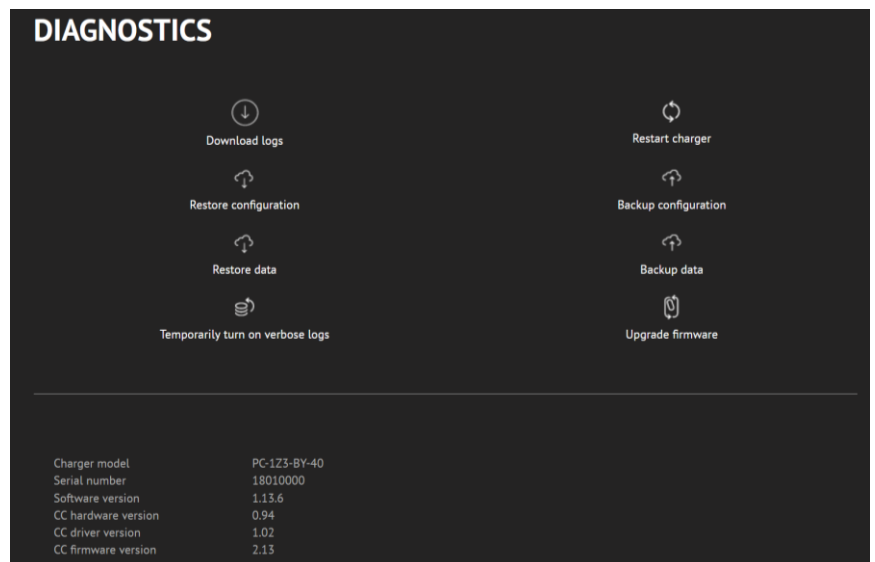 DIAGNOSTICS
Download logs
Restart charger
Restore configuration
Backup configuration
Restore data
Backup data
Temporarily turn on verbose logs
Upgrade firmware
Charger model PC-1Z3-BY-40
Serial number 18010000
Software version 1.13.6
CC hardware version 0.94
CC driver version 1.02
CC firmware version 2.13